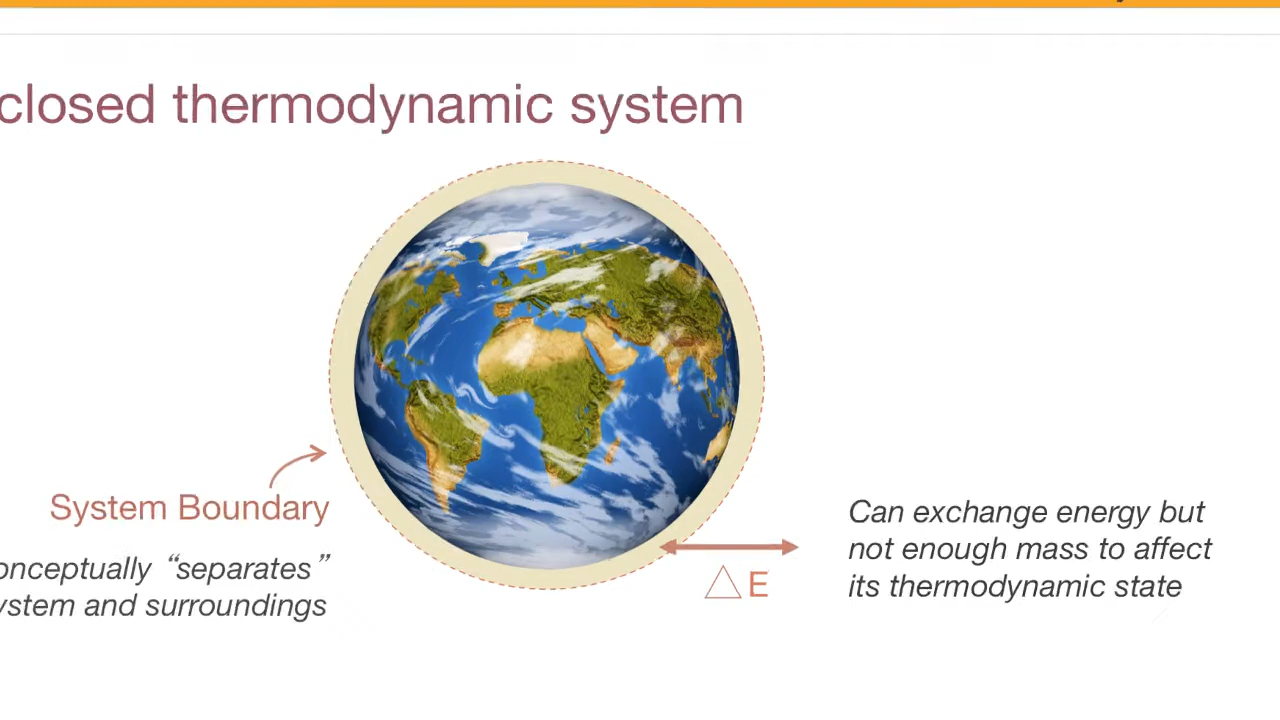 closed thermodynamic system
System Boundary
onceptually “separates”
ystem and surroundings
△ E
Can exchange energy but
not enough mass to affect
its thermodynamic state